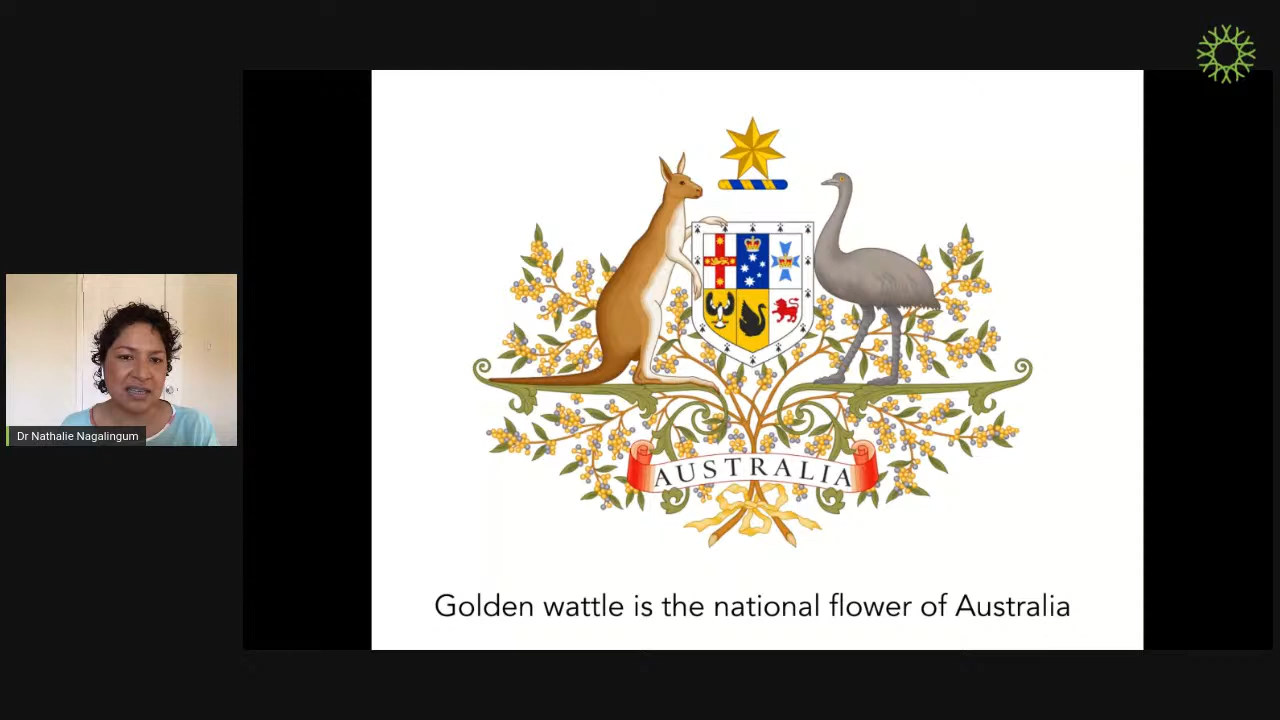 AUSTRALIA
Dr Nathalie Nagalingum
Golden wattle is the national flower of Australia